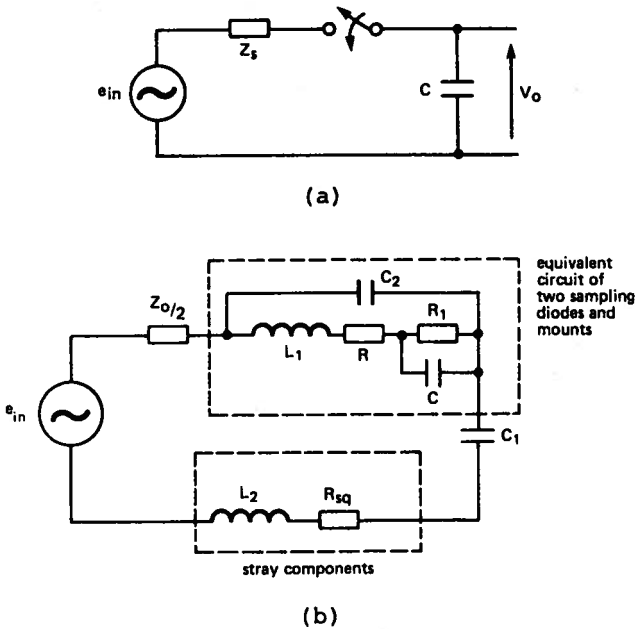 Z_s
e_in
C
V_o
(a)
equivalent
circuit of
two sampling
diodes and
mounts
C_2
Z_o/2
R_1
L_1
R
C
e_in
C_1
L_2
R_sq
stray components
(b)